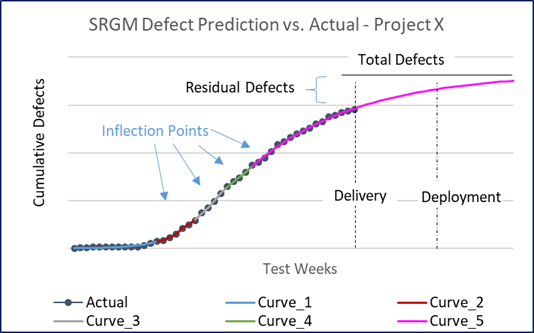 SRGM Defect Prediction vs. Actual - Project X
Total Defects
Residual Defects
Inflection Points
Cumulative Defects
Delivery
Deployment
Test Weeks
Actual
Curve_1
Curve_2
Curve_3
Curve_4
Curve_5